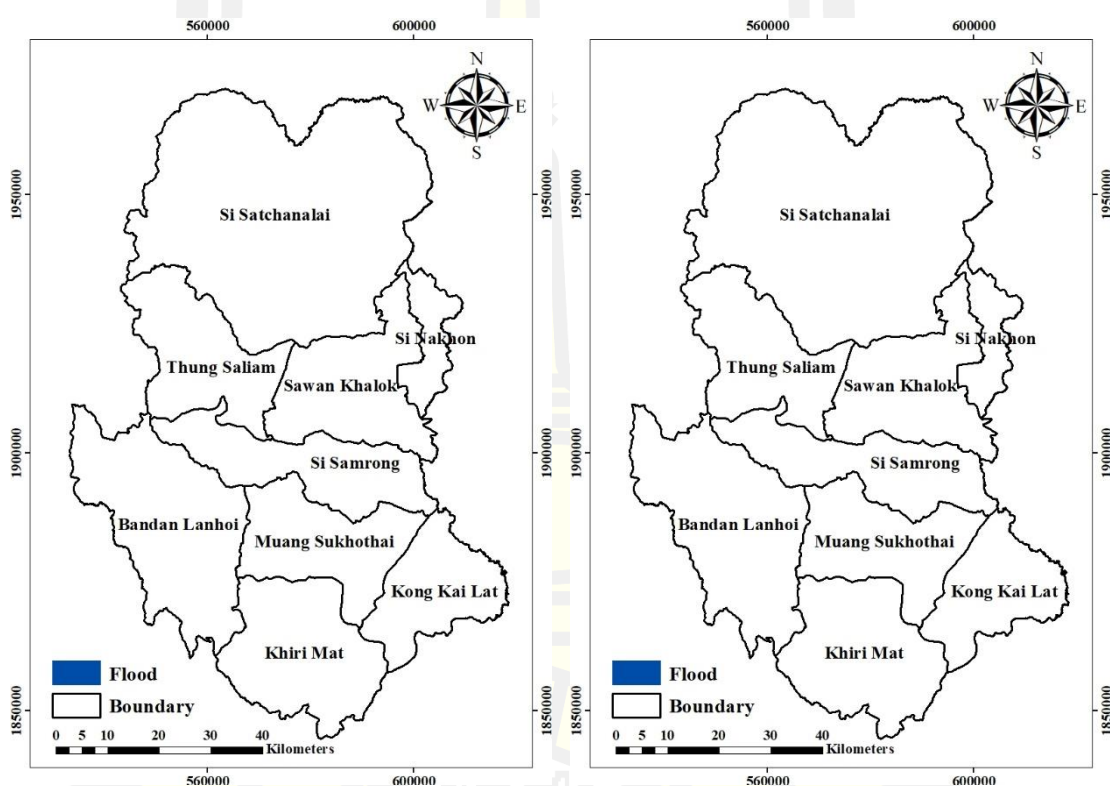 560000 600000
N
W E
S
1950000 1950000
Si Satchanalai
Si Nakhon
Thung Saliam
Sawan Khalok
1900000 1900000
Si Samrong
Bandan Lanhoi
Muang Sukhothai
Kong Kai Lat
Khiri Mat
Flood
Boundary
1850000 1850000
0 5 10 20 30 40
Kilometers
560000 600000
560000 600000
N
W E
S
1950000 1950000
Si Satchanalai
Si Nakhon
Thung Saliam
Sawan Khalok
1900000 1900000
Si Samrong
Bandan Lanhoi
Muang Sukhothai
Kong Kai Lat
Khiri Mat
Flood
Boundary
1850000 1850000
0 5 10 20 30 40
Kilometers
560000 600000